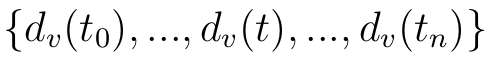 {d_v(t_0), ..., d_v(t), ..., d_v(t_n)}